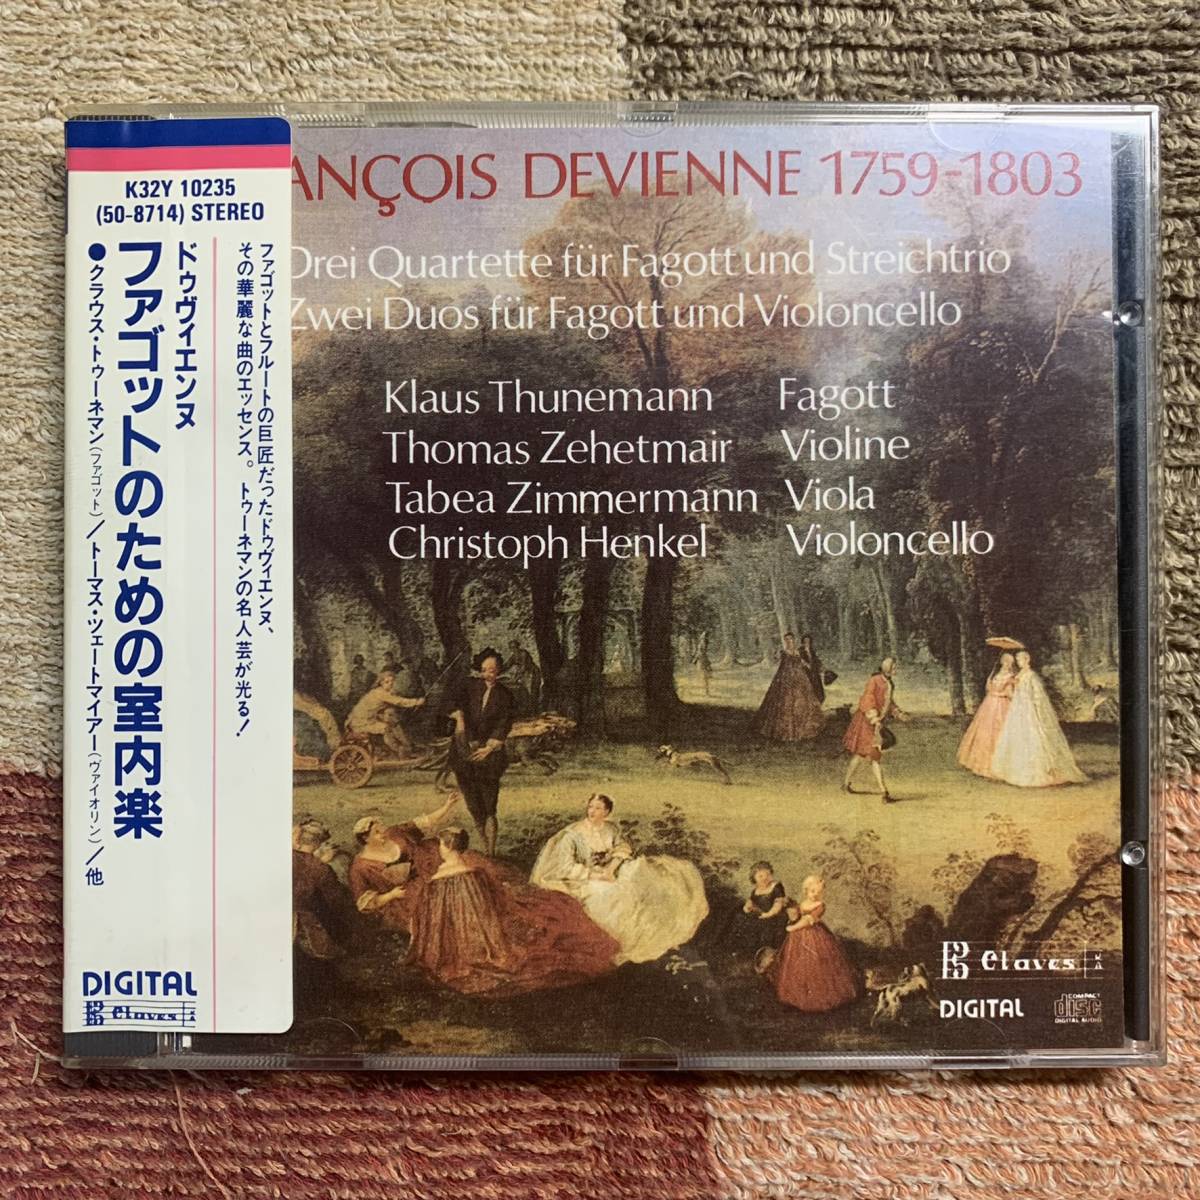 K32Y 10235
(50-8714) STEREO
ドゥヴィエンヌ
ファゴットのための室内楽
●クラウス・トゥーネマン(ファゴット)/トーマス・ツェートマイアー(ヴァイオリン)/他
ファゴットとフルートの巨匠だったドゥヴィエンヌ、
その華麗な曲のエッセンス。トゥーネマンの名人芸が光る!
DIGITAL
Claves
ANÇOIS DEVIENNE 1759-1803
Drei Quartette für Fagott und Streichtrio
Zwei Duos für Fagott und Violoncello
Klaus Thunemann Fagott
Thomas Zehetmair Violine
Tabea Zimmermann Viola
Christoph Henkel Violoncello
Claves
DIGITAL
COMPACT
disc
DIGITAL AUDIO